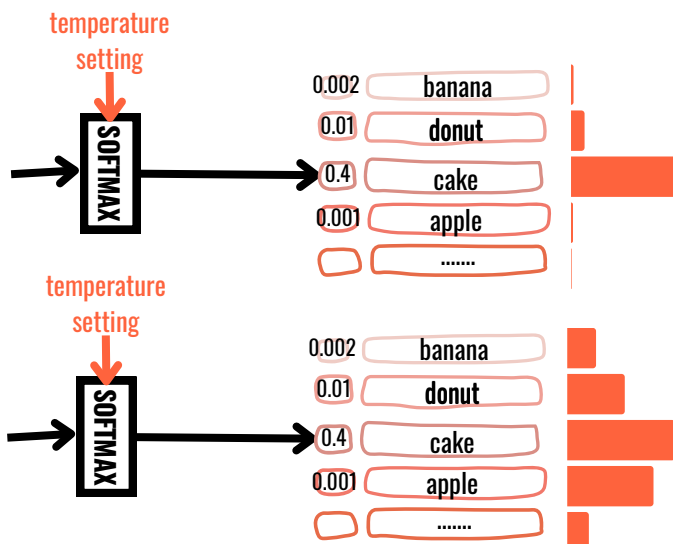 temperature
setting
SOFTMAX
0.002 banana
0.01 donut
0.4 cake
0.001 apple
.......
temperature
setting
SOFTMAX
0.002 banana
0.01 donut
0.4 cake
0.001 apple
.......